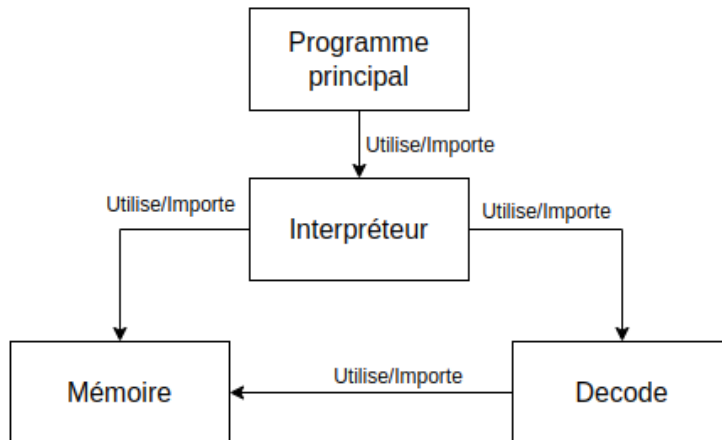 Programme
principal
Utilise/Importe
Utilise/Importe
Utilise/Importe
Interpréteur
Mémoire
Utilise/Importe
Decode